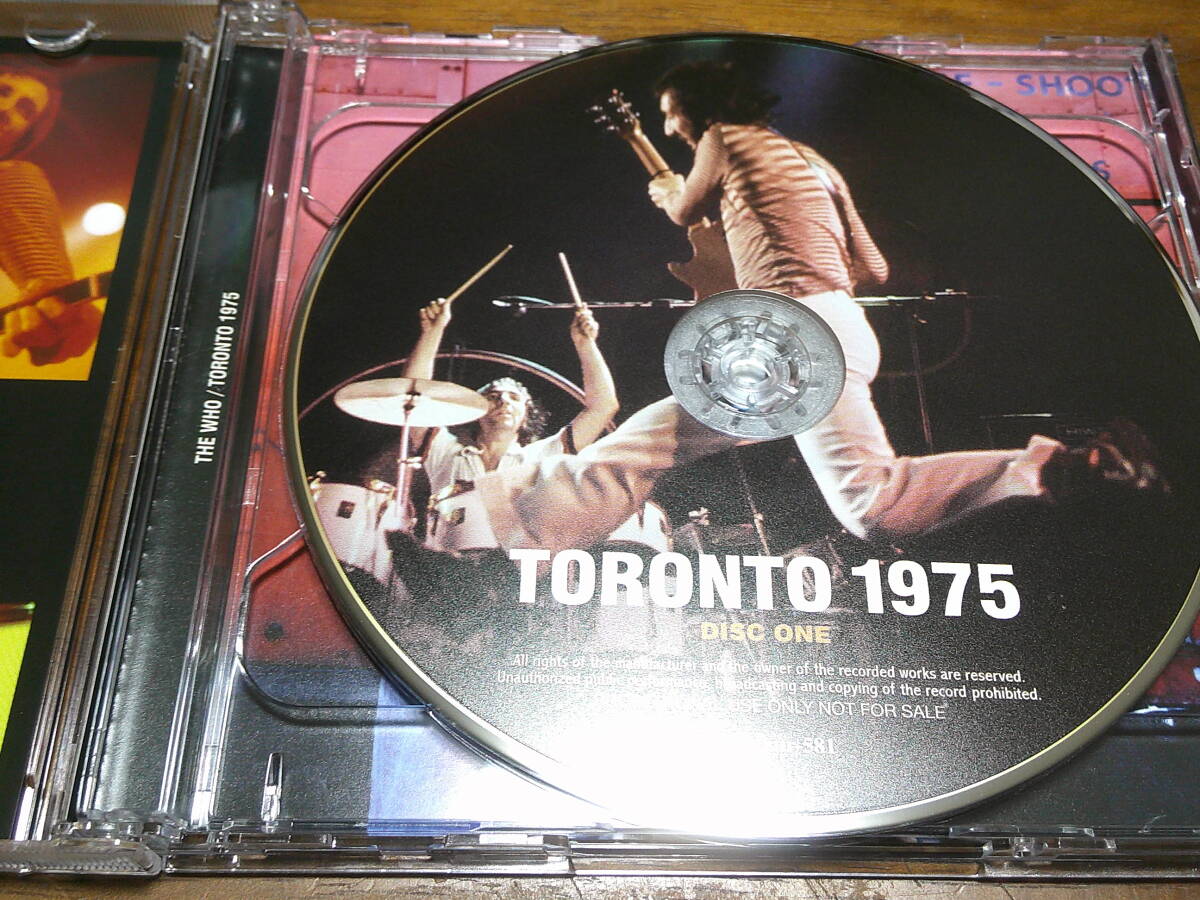 THE WHO / TORONTO 1975
- SHOO
TORONTO 1975
DISC ONE
All rights of the manufacturer and the owner of the recorded works are reserved.
Unauthorized public performance, broadcasting and copying of the record prohibited.
USE ONLY NOT FOR SALE